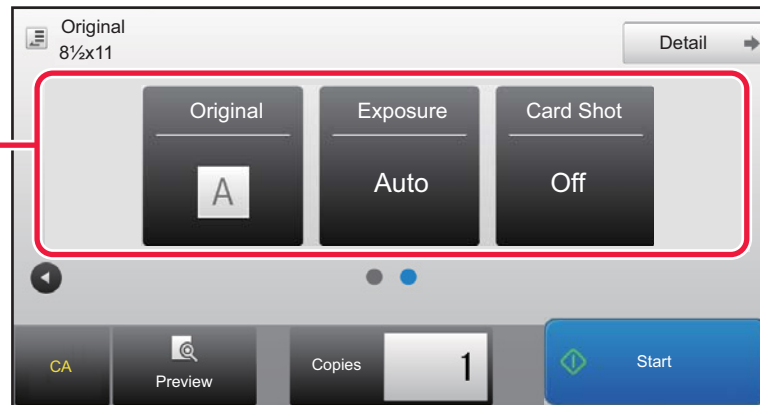 Original
8½x11
Detail
Original
Exposure
Card Shot
A
Auto
Off
CA
Preview
Copies
1
Start